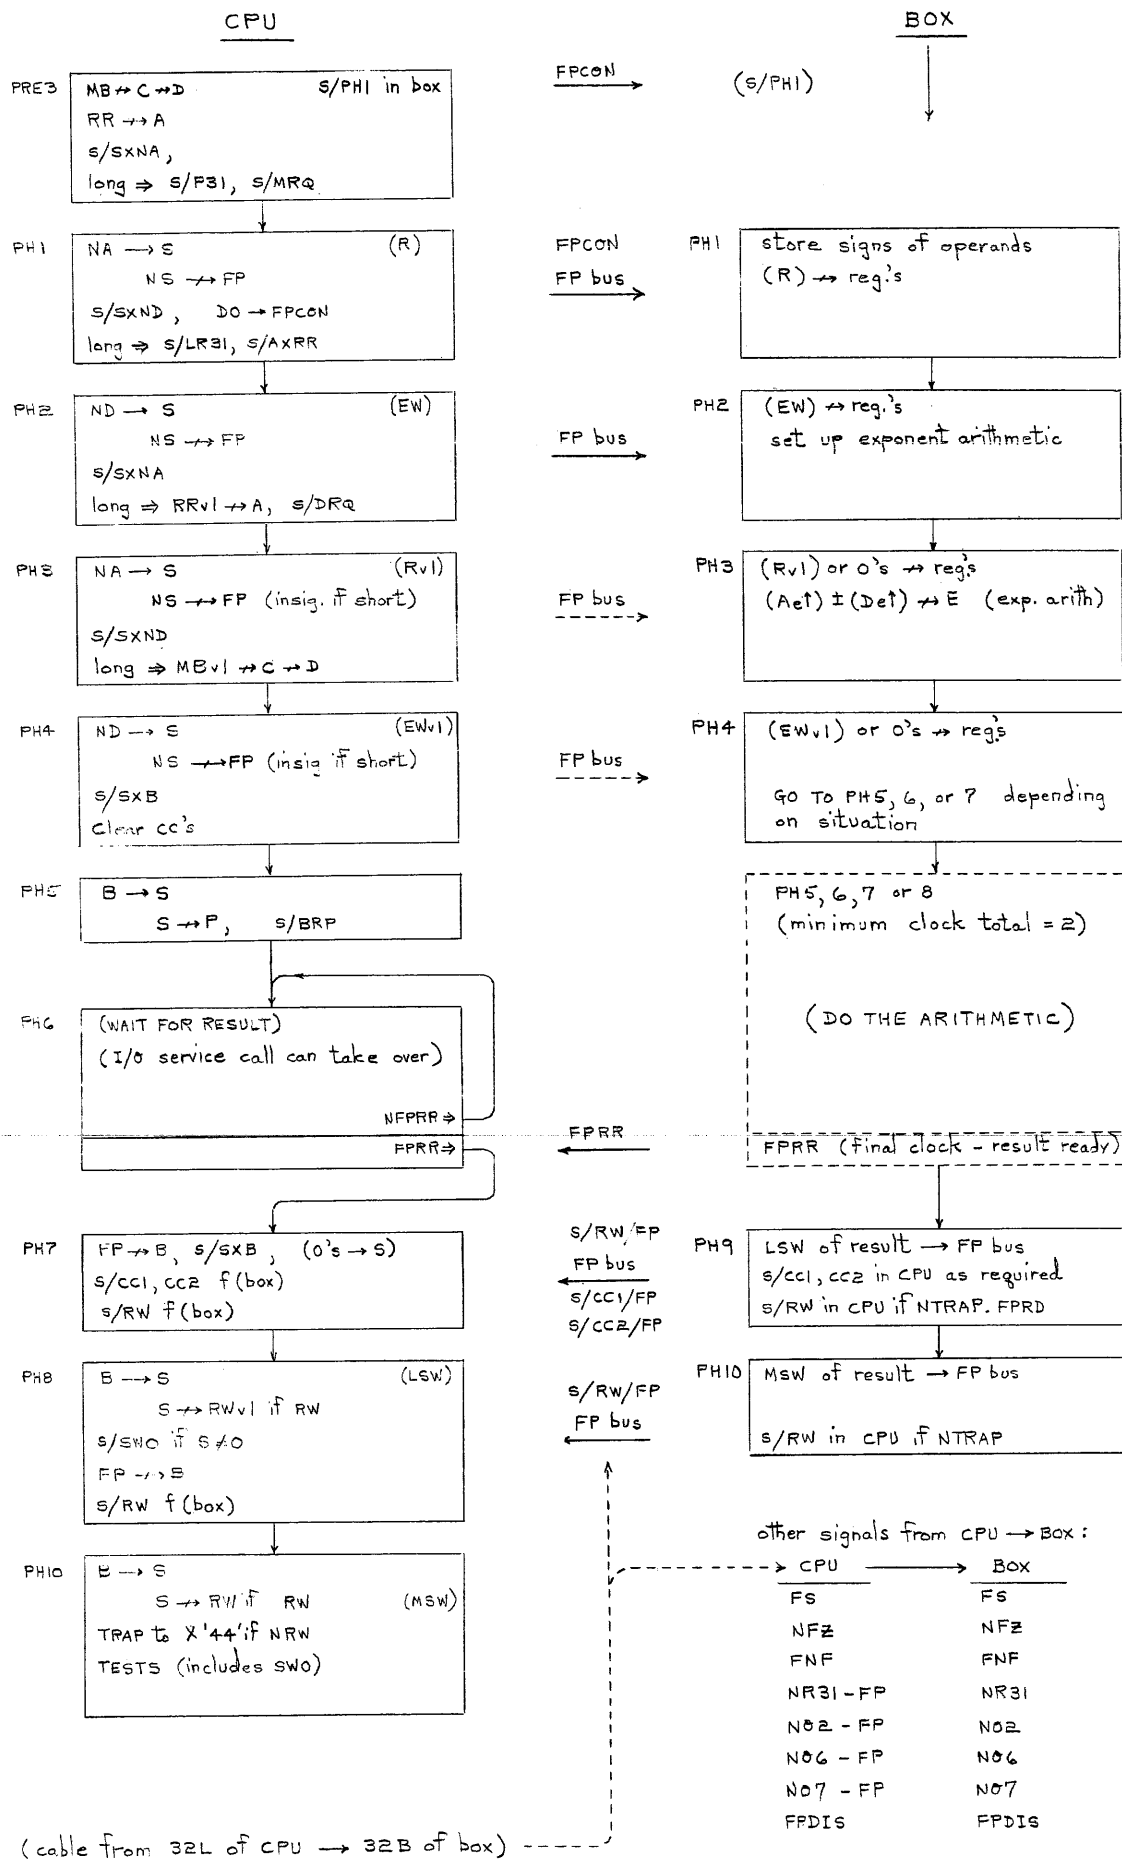 CPU
BOX
PRE3
MB ↛ C ↛ D S/PH1 in box
RR ↛ A
S/SXNA,
long ⇒ S/P31, S/MRQ
FPCON
(S/PH1)
PH1
NA → S (R)
NS ↛ FP
S/SXND, DO → FPCON
long ⇒ S/LR31, S/AXRR
FPCON
FP bus
PH1
store signs of operands
(R) ↛ reg.'s
PH2
ND → S (EW)
NS ↛ FP
S/SXNA
long ⇒ RRv1 ↛ A, S/DRQ
FP bus
PH2
(EW) ↛ reg.'s
set up exponent arithmetic
PH3
NA → S (Rv1)
NS ↛ FP (insig. if short)
S/SXND
long ⇒ MBv1 ↛ C ↛ D
FP bus
PH3
(Rv1) or O's ↛ reg's
(Ae↑) ± (De↑) ↛ E (exp. arith)
PH4
ND → S (EWv1)
NS ↛ FP (insig if short)
S/SXB
Clear CC's
FP bus
PH4
(EWv1) or O's ↛ reg's
GO TO PH5, 6, or 7 depending
on situation
PH5
B → S
S ↛ P, S/BRP
PH5, 6, 7 or 8
(minimum clock total = 2)
(DO THE ARITHMETIC)
PH6
(WAIT FOR RESULT)
(I/O service call can take over)
NFPRR ⇒
FPRR ⇒
FPRR
FPRR (final clock - result ready)
PH7
FP ↛ B, S/SXB, (O's → S)
S/CC1, CC2 f(box)
S/RW f(box)
S/RW/FP
FP bus
S/CC1/FP
S/CC2/FP
PH9
LSW of result → FP bus
S/CC1, CC2 in CPU as required
S/RW in CPU if NTRAP. FPRD
PH8
B → S (LSW)
S ↛ RWv1 if RW
S/SWO if S ≠ O
FP ↛ B
S/RW f(box)
S/RW/FP
FP bus
PH10
MSW of result → FP bus
S/RW in CPU if NTRAP
PH10
B → S
S ↛ RW if RW (MSW)
TRAP to X'44' if NRW
TESTS (includes SWO)
other signals from CPU → BOX:
CPU → BOX
FS FS
NFZ NFZ
FNF FNF
NR31-FP NR31
NO2-FP NO2
NO6-FP NO6
NO7-FP NO7
FPDIS FPDIS
(cable from 32L of CPU → 32B of box)